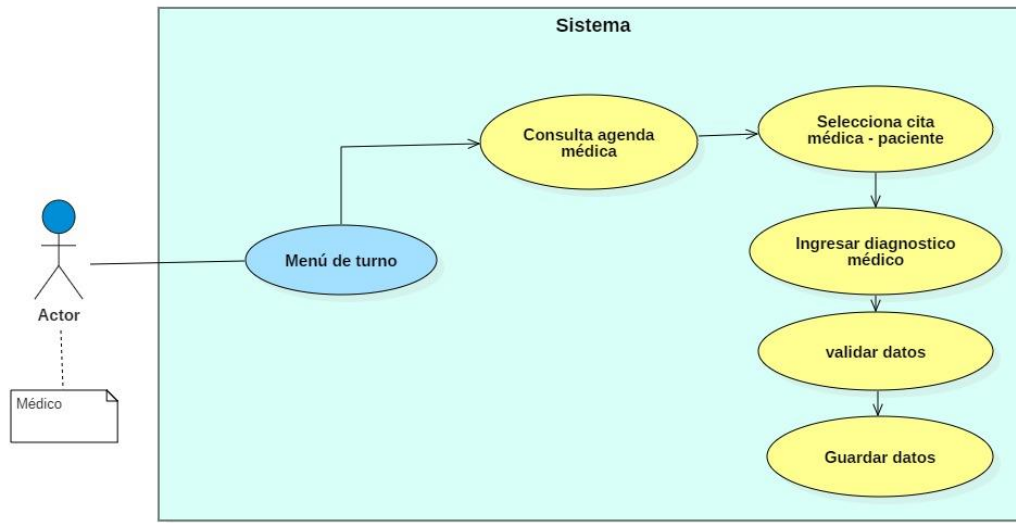 Sistema
Consulta agenda
médica
Selecciona cita
médica - paciente
Menú de turno
Ingresar diagnostico
médico
Actor
validar datos
Médico
Guardar datos